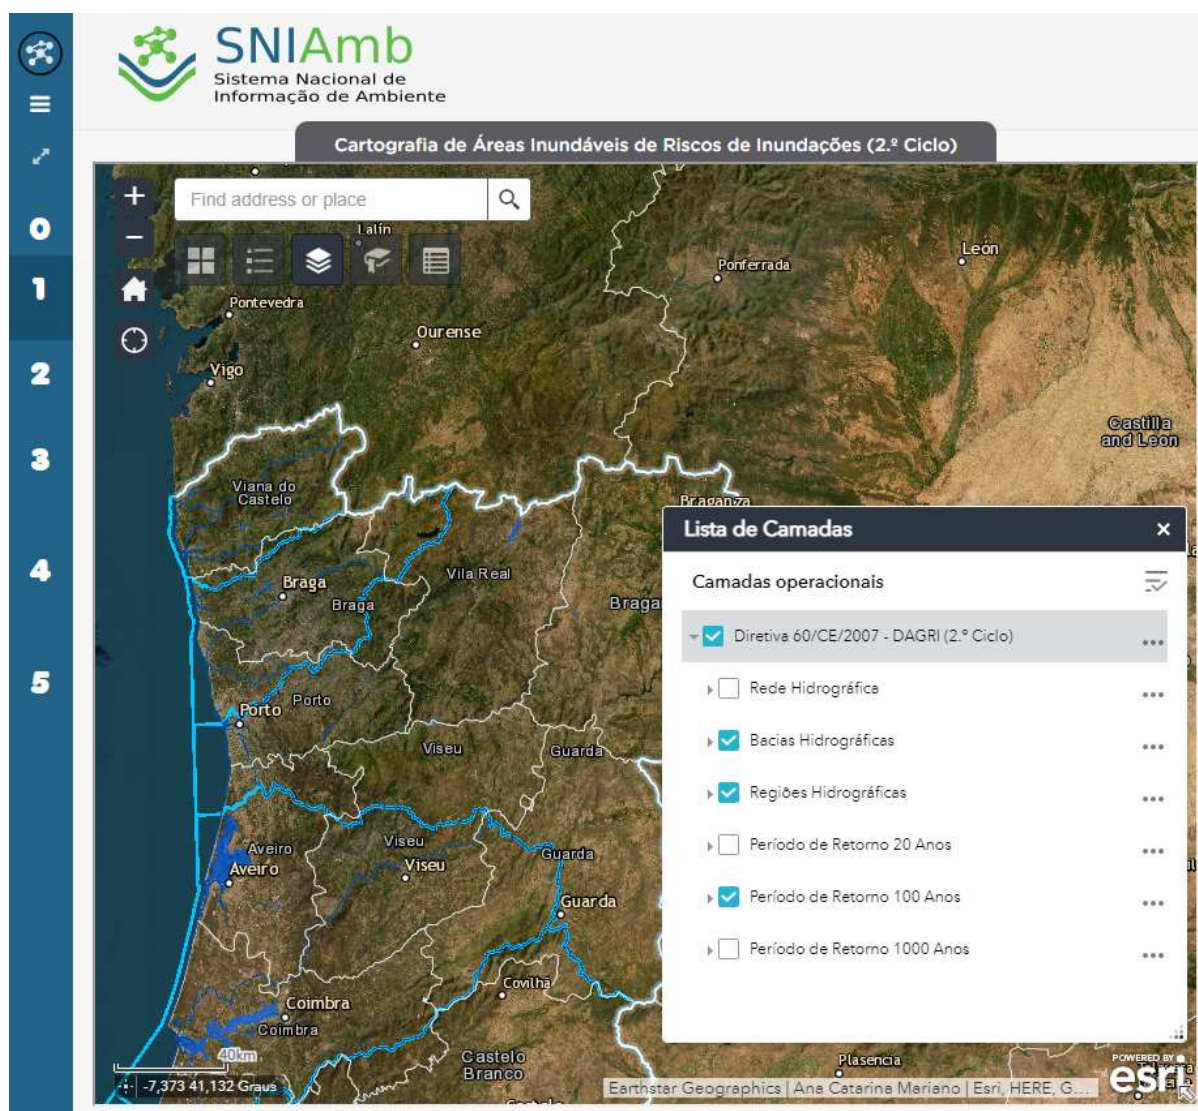 SNIAmb
Sistema Nacional de
Informação de Ambiente
Cartografia de Áreas Inundáveis de Riscos de Inundações (2.º Ciclo)
0
1
2
3
4
5
Find address or place
Lalín
León
Ponferrada
Pontevedra
Ourense
Vigo
Castilla
and Leon
Viana do
Castelo
Braganza
Braga
Braga
Vila Real
Porto
Porto
Viseu
Guarda
Aveiro
Aveiro
Viseu
Viseu
Guarda
Guarda
Covilhã
Coimbra
Coimbra
Castelo
Branco
Plasencia
Lista de Camadas
Camadas operacionais
Diretiva 60/CE/2007 - DAGRI (2.º Ciclo)
Rede Hidrográfica
Bacias Hidrográficas
Regiões Hidrográficas
Período de Retorno 20 Anos
Período de Retorno 100 Anos
Período de Retorno 1000 Anos
40km
-7,373 41,132 Graus
Earthstar Geographics | Ana Catarina Mariano | Esri, HERE, G...
POWERED BY
esri